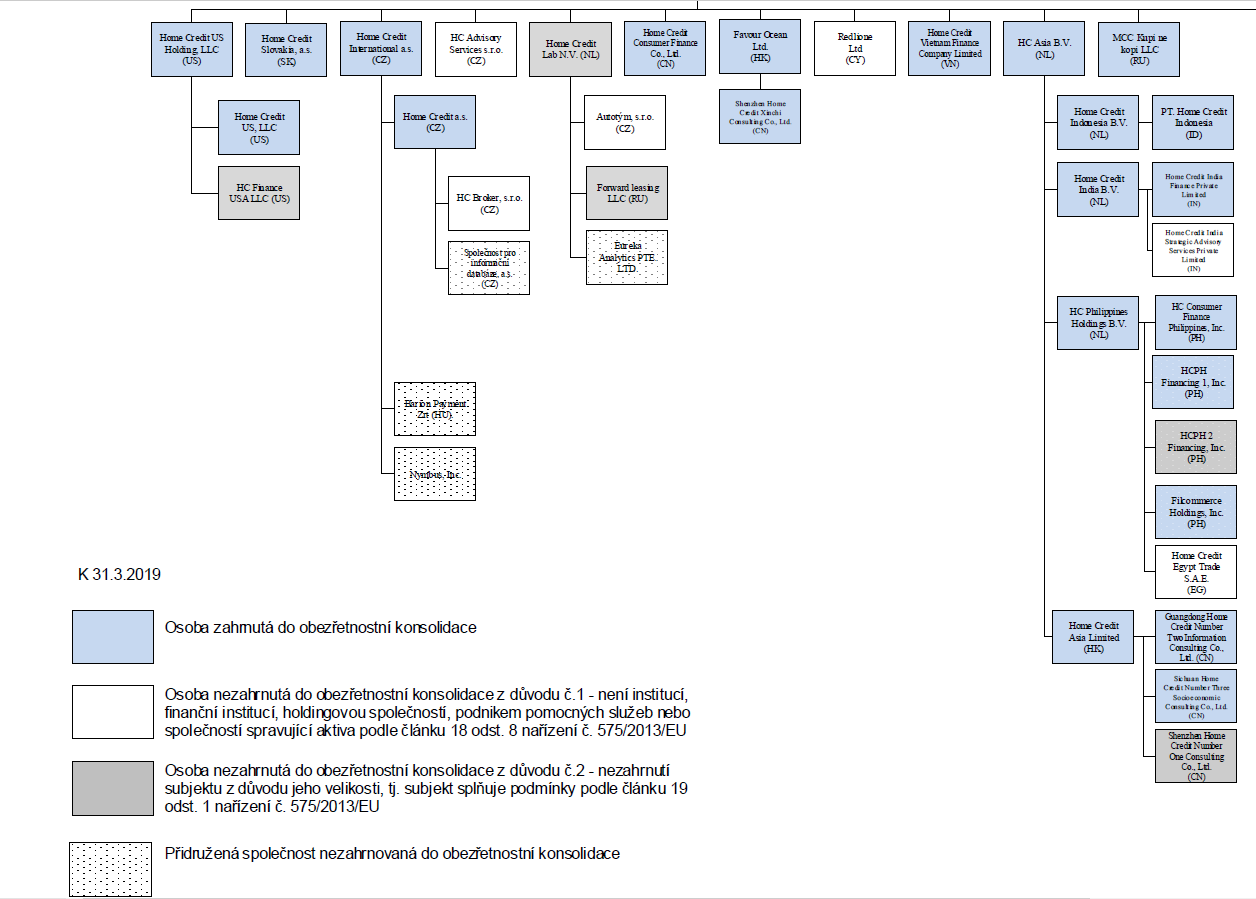 Home Credit US
Holding, LLC
(US)
Home Credit
Slovakia, a.s.
(SK)
Home Credit
International a.s.
(CZ)
HC Advisory
Services s.r.o.
(CZ)
Home Credit
Lab N.V. (NL)
Home Credit
Consumer Finance
Co., Ltd.
(CN)
Favour Ocean
Ltd.
(HK)
Redlione
Ltd
(CY)
Home Credit
Vietnam Finance
Company Limited
(VN)
HC Asia B.V.
(NL)
MCC Kupi ne
kopi LLC
(RU)
Home Credit
US, LLC
(US)
HC Finance
USA LLC (US)
Home Credit a.s.
(CZ)
HC Broker, s.r.o.
(CZ)
Společnost pro
informační
databáze, a.s.
(CZ)
Barion Payment
Zrt (HU)
Nymbus, Inc.
Autotým, s.r.o.
(CZ)
Forward leasing
LLC (RU)
Eureka
Analytics PTE.
LTD.
Shenzhen Home
Credit Xinchi
Consulting Co., Ltd.
(CN)
Home Credit
Indonesia B.V.
(NL)
PT. Home Credit
Indonesia
(ID)
Home Credit
India B.V.
(NL)
Home Credit India
Finance Private
Limited
(IN)
Home Credit India
Strategic Advisory
Services Private
Limited
(IN)
HC Philippines
Holdings B.V.
(NL)
HC Consumer
Finance
Philippines, Inc.
(PH)
HCPH
Financing 1, Inc.
(PH)
HCPH 2
Financing, Inc.
(PH)
Filcommerce
Holdings, Inc.
(PH)
Home Credit
Egypt Trade
S.A.E.
(EG)
Home Credit
Asia Limited
(HK)
Guangdong Home
Credit Number
Two Information
Consulting Co.,
Ltd. (CN)
Sichuan Home
Credit Number Three
Socioeconomic
Consulting Co., Ltd.
(CN)
Shenzhen Home
Credit Number
One Consulting
Co., Ltd.
(CN)
K 31.3.2019
Osoba zahrnutá do obezřetnostní konsolidace
Osoba nezahrnutá do obezřetnostní konsolidace z důvodu č.1 - není institucí,
finanční institucí, holdingovou společností, podnikem pomocných služeb nebo
společností spravující aktiva podle článku 18 odst. 8 nařízení č. 575/2013/EU
Osoba nezahrnutá do obezřetnostní konsolidace z důvodu č.2 - nezahrnutí
subjektu z důvodu jeho velikosti, tj. subjekt splňuje podmínky podle článku 19
odst. 1 nařízení č. 575/2013/EU
Přidružená společnost nezahrnovaná do obezřetnostní konsolidace